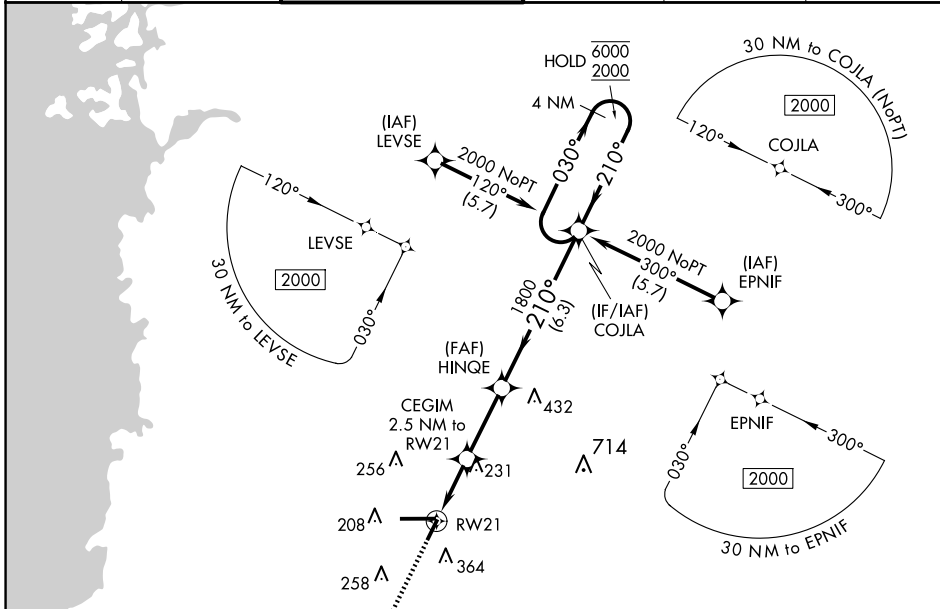 HOLD 6000
2000
4 NM
030°
210°
(IAF)
LEVSE
2000 NoPT
120°
(5.7)
30 NM to COJLA (NoPT)
2000
120°
COJLA
300°
120°
LEVSE
2000
030°
30 NM to LEVSE
2000 NoPT
300°
(5.7)
(IAF)
EPNIF
(IF/IAF)
COJLA
1800
210°
(6.3)
(FAF)
HINQE
432
CEGIM
2.5 NM to
RW21
256
231
714
208
RW21
364
258
EPNIF
300°
030°
2000
30 NM to EPNIF